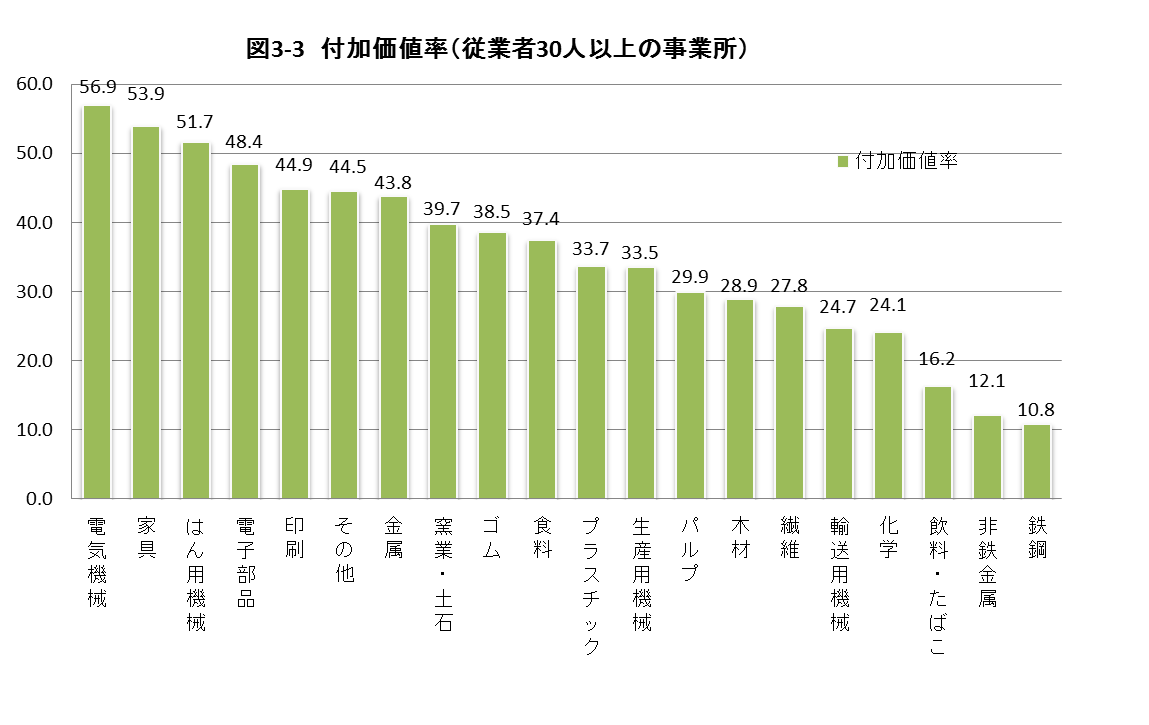 図3-3 付加価値率（従業者30人以上の事業所）
60.0
50.0
40.0
30.0
20.0
10.0
0.0
56.9
53.9
51.7
48.4
44.9
44.5
43.8
39.7
38.5
37.4
33.7
33.5
29.9
28.9
27.8
24.7
24.1
16.2
12.1
10.8
付加価値率
電気機械
家具
はん用機械
電子部品
印刷
その他
金属
窯業・土石
ゴム
食料
プラスチック
生産用機械
パルプ
木材
繊維
輸送用機械
化学
飲料・たばこ
非鉄金属
鉄鋼